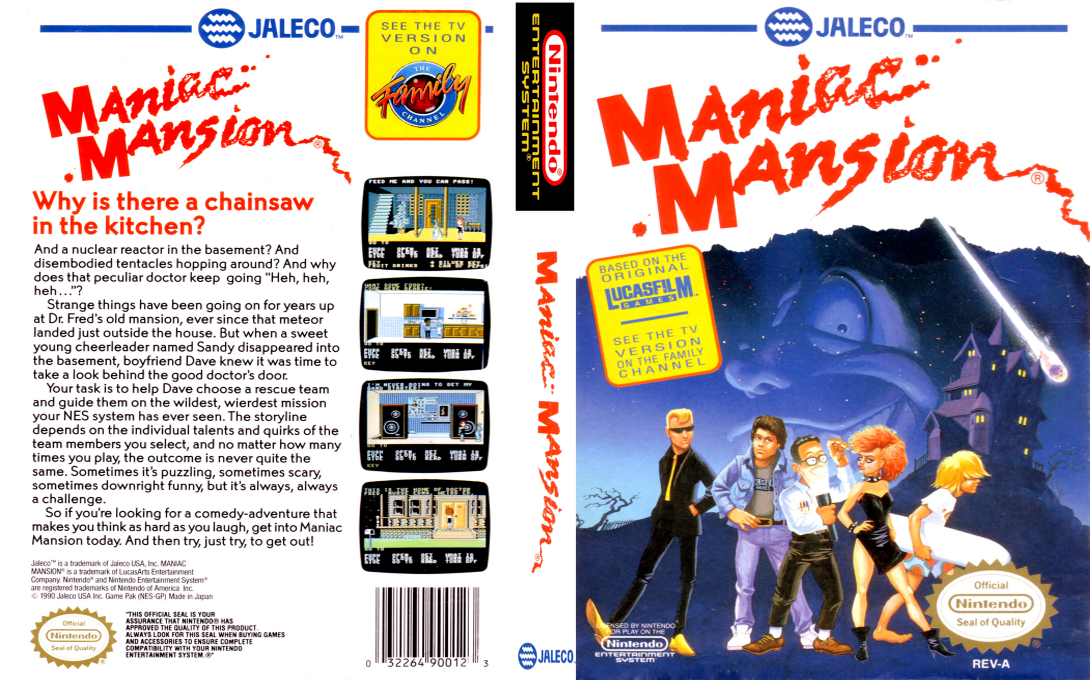 JALECO™
SEE THE TV
VERSION
ON
THE
Family
CHANNEL
MANiAC
MANSiON®
Why is there a chainsaw
in the kitchen?
And a nuclear reactor in the basement? And
disembodied tentacles hopping around? And why
does that peculiar doctor keep going "Heh, heh,
heh..."?
Strange things have been going on for years up
at Dr. Fred's old mansion, ever since that meteor
landed just outside the house. But when a sweet
young cheerleader named Sandy disappeared into
the basement, boyfriend Dave knew it was time to
take a look behind the good doctor's door.
Your task is to help Dave choose a rescue team
and guide them on the wildest, wierdest mission
your NES system has ever seen. The storyline
depends on the individual talents and quirks of the
team members you select, and no matter how many
times you play, the outcome is never quite the
same. Sometimes it's puzzling, sometimes scary,
sometimes downright funny, but it's always, always
a challenge.
So if you're looking for a comedy-adventure that
makes you think as hard as you laugh, get into Maniac
Mansion today. And then try, just try, to get out!
Jaleco™ is a trademark of Jaleco USA, Inc. MANIAC
MANSION® is a trademark of LucasArts Entertainment
Company. Nintendo® and Nintendo Entertainment System®
are registered trademarks of Nintendo of America Inc.
© 1990 Jaleco USA Inc. Game Pak (NES-GP) Made in Japan
Official
Nintendo
Seal of Quality
"THIS OFFICIAL SEAL IS YOUR
ASSURANCE THAT NINTENDO® HAS
APPROVED THE QUALITY OF THIS PRODUCT.
ALWAYS LOOK FOR THIS SEAL WHEN BUYING GAMES
AND ACCESSORIES TO ENSURE COMPLETE
COMPATIBILITY WITH YOUR NINTENDO
ENTERTAINMENT SYSTEM.®"
FEED ME AND YOU CAN PASS!
KEY
I'M NEVER GOING TO GET MY
KEY
THIS IS THE HOME OF DOCTOR
0 32264 90012 3
Nintendo®
ENTERTAINMENT
SYSTEM®
MANiAC MANSiON®
JALECO
JALECO™
MANiAC
MANSiON®
BASED ON THE
ORIGINAL
LUCASFILM
GAMES™
SEE THE TV
VERSION
ON THE FAMILY
CHANNEL
LICENSED BY NINTENDO
FOR PLAY ON THE
Nintendo
ENTERTAINMENT
SYSTEM®
Official
Nintendo
Seal of Quality
®
REV-A